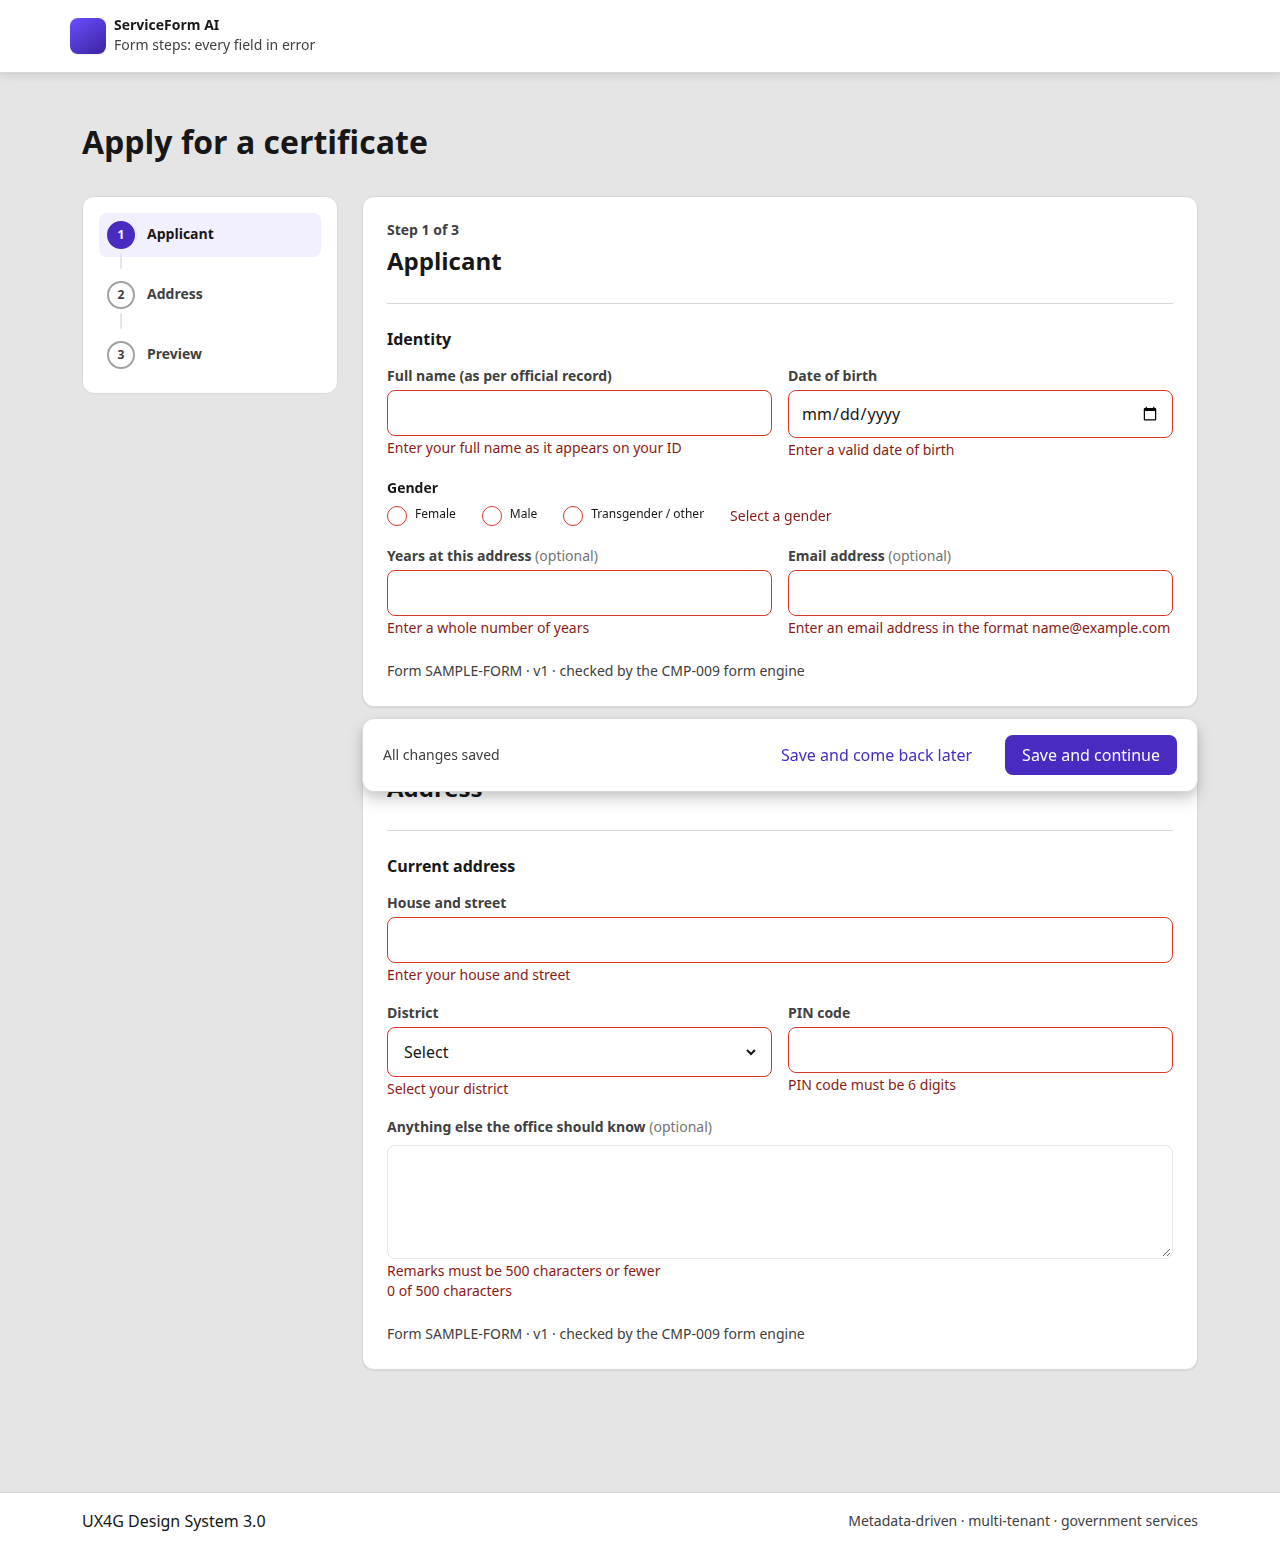 ServiceForm AI
Form steps: every field in error
Apply for a certificate
1 Applicant
2 Address
3 Preview
Step 1 of 3
Applicant
Identity
Full name (as per official record)
Enter your full name as it appears on your ID
Date of birth
mm/dd/yyyy
Enter a valid date of birth
Gender
Female Male Transgender / other Select a gender
Years at this address (optional)
Enter a whole number of years
Email address (optional)
Enter an email address in the format name@example.com
Form SAMPLE-FORM · v1 · checked by the CMP-009 form engine
All changes saved Save and come back later Save and continue
Address
Current address
House and street
Enter your house and street
District
Select
Select your district
PIN code
PIN code must be 6 digits
Anything else the office should know (optional)
Remarks must be 500 characters or fewer
0 of 500 characters
Form SAMPLE-FORM · v1 · checked by the CMP-009 form engine
UX4G Design System 3.0
Metadata-driven · multi-tenant · government services